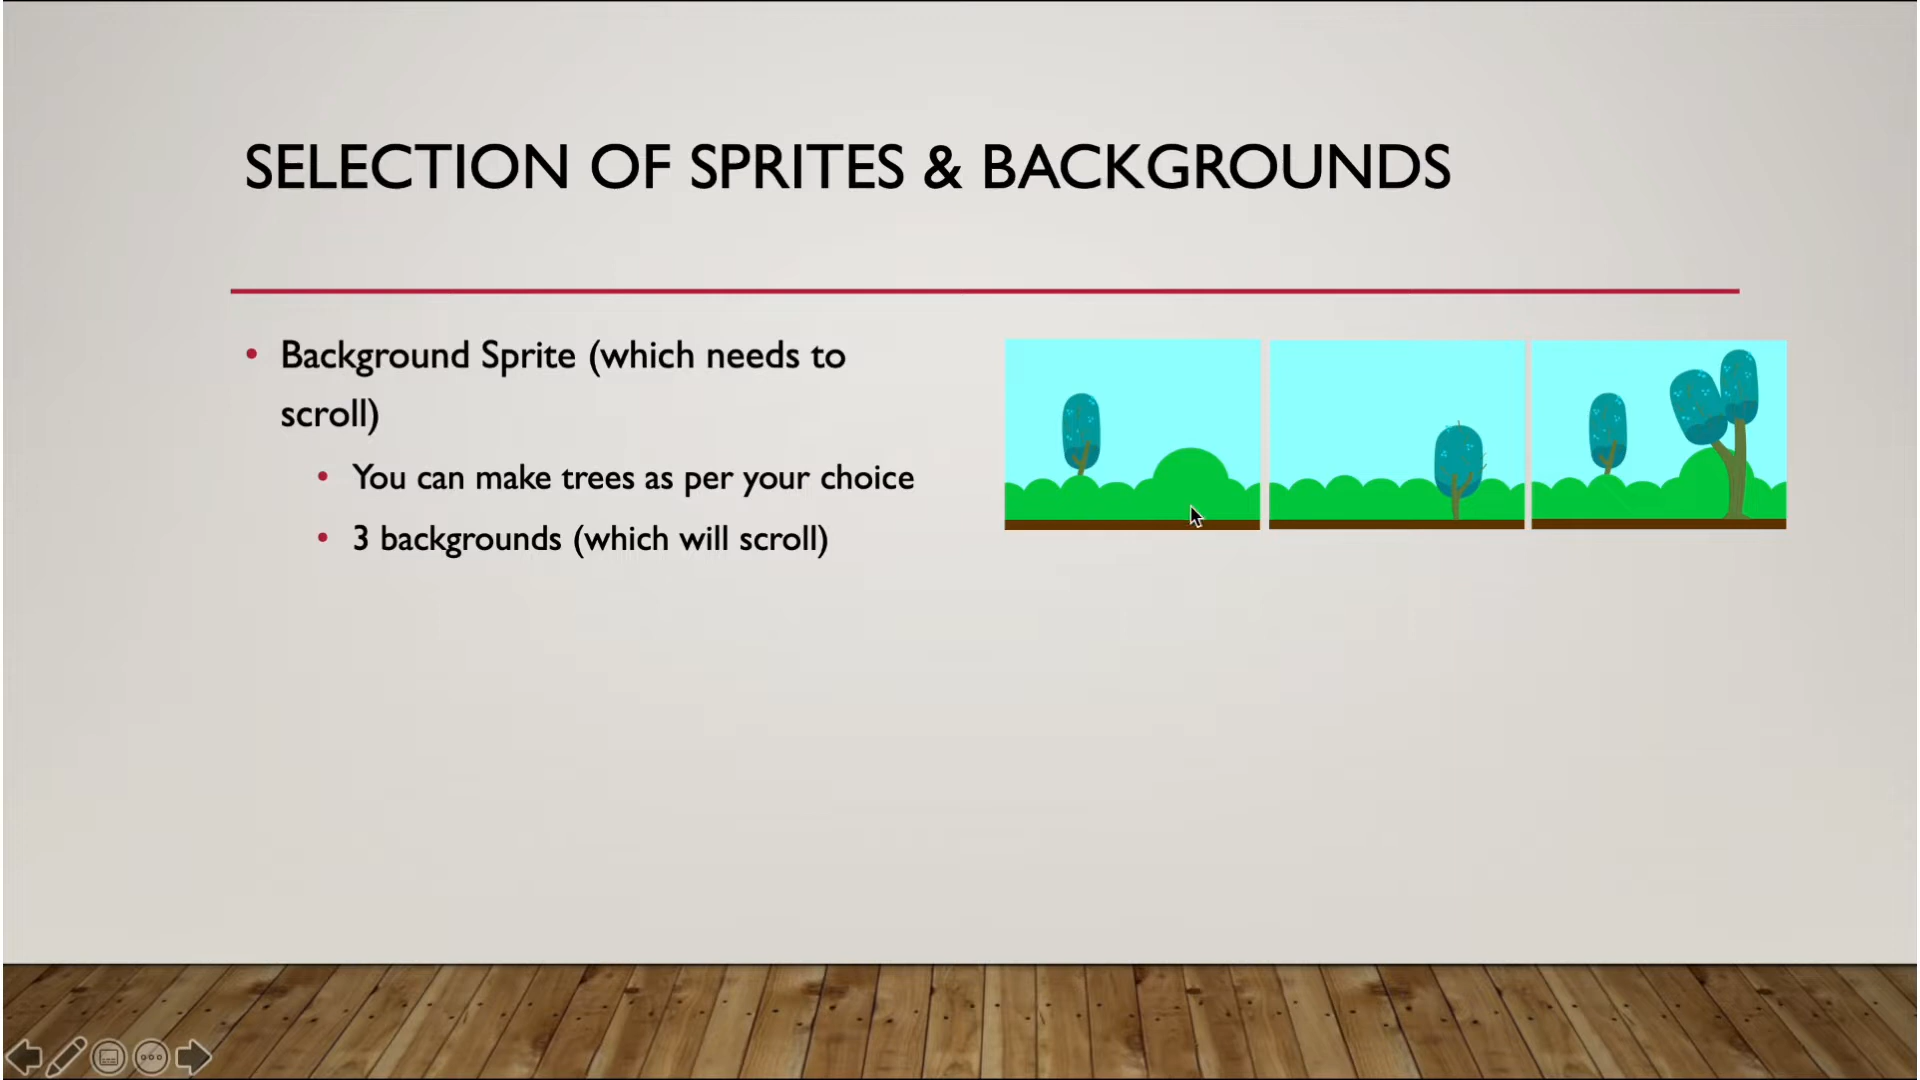 SELECTION OF SPRITES & BACKGROUNDS
• Background Sprite (which needs to
scroll)
• You can make trees as per your choice
• 3 backgrounds (which will scroll)